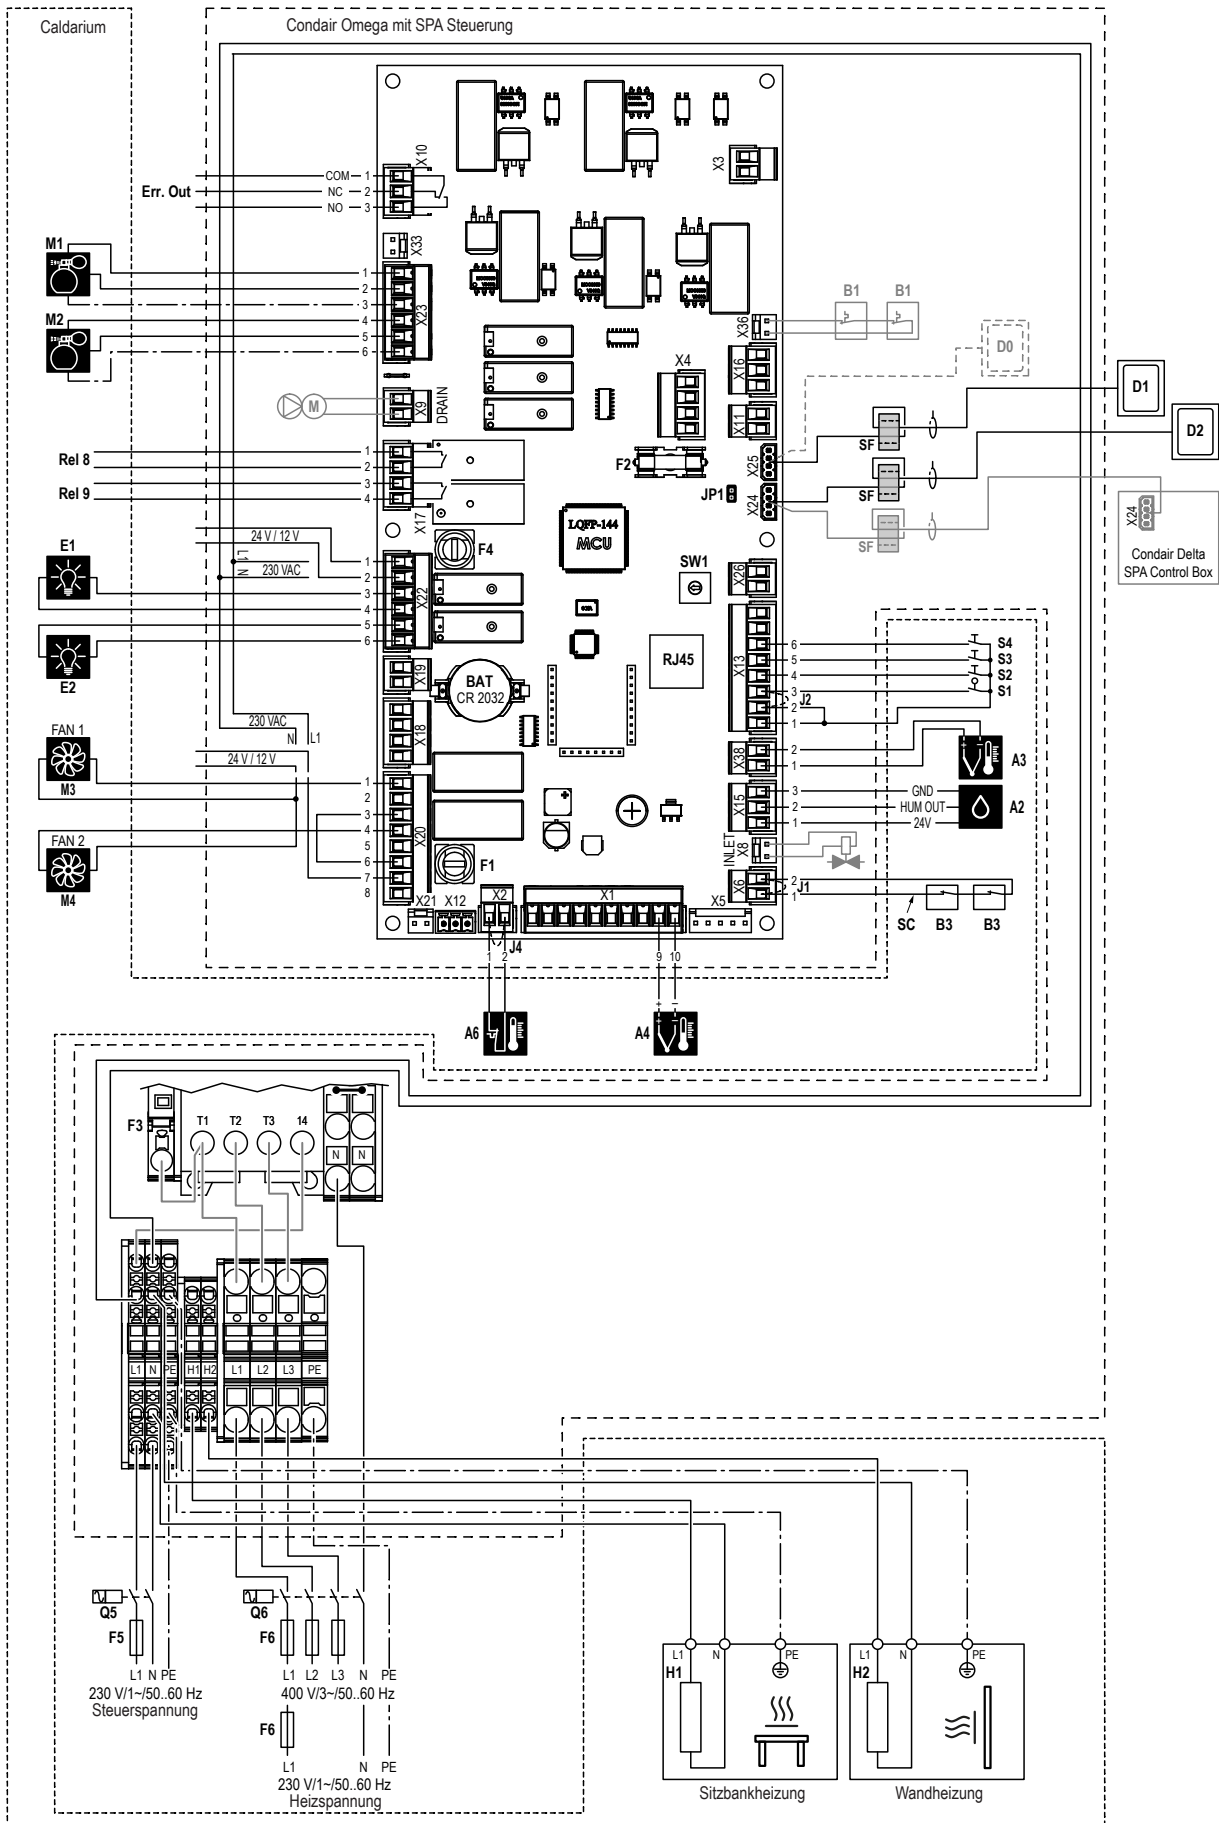 Caldarium
Condair Omega mit SPA Steuerung
X10
COM 1
Err. Out
NC 2
NO 3
X3
M1
X33
1
2
3
X23
M2
4
5
6
X36
B1 B1
D0
X4
X16
D1
M
X9
DRAIN
X11
D2
SF
Rel 8
1
2
F2
X25
Rel 9
3
4
JP1
X24
SF
X17
X24
SF
Condair Delta
SPA Control Box
24 V / 12 V
L1
N
230 VAC
F4
LQFP-144
MCU
E1
1
2
3
X22
4
5
6
SW1
X26
E2
RJ45
X13
6 S4
5 S3
4 S2
3 S1
J2
2
1
X19
BAT
CR 2032
230 VAC
N L1
FAN 1
24 V / 12 V
M3
X18
X38
2
1
A3
X15
3 GND
2 HUM OUT
1 24V
A2
1
2
3
X20
4
5
6
7
8
FAN 2
M4
INLET
X8
F1
X6
2
J1
1
SC B3 B3
X21 X12 X2 X1 X5
J4
1 2
9 10
A6
A4
+ −
F3
T1 T2 T3 14
N N
L1 N PE H1 H2 L1 L2 L3 PE
Q5
Q6
F5
F6
L1 N PE
L1 L2 L3 N PE
230 V/1~/50..60 Hz
Steuerspannung
400 V/3~/50..60 Hz
F6
L1 N PE
230 V/1~/50..60 Hz
Heizspannung
L1 N PE
H1
Sitzbankheizung
L1 N PE
H2
Wandheizung